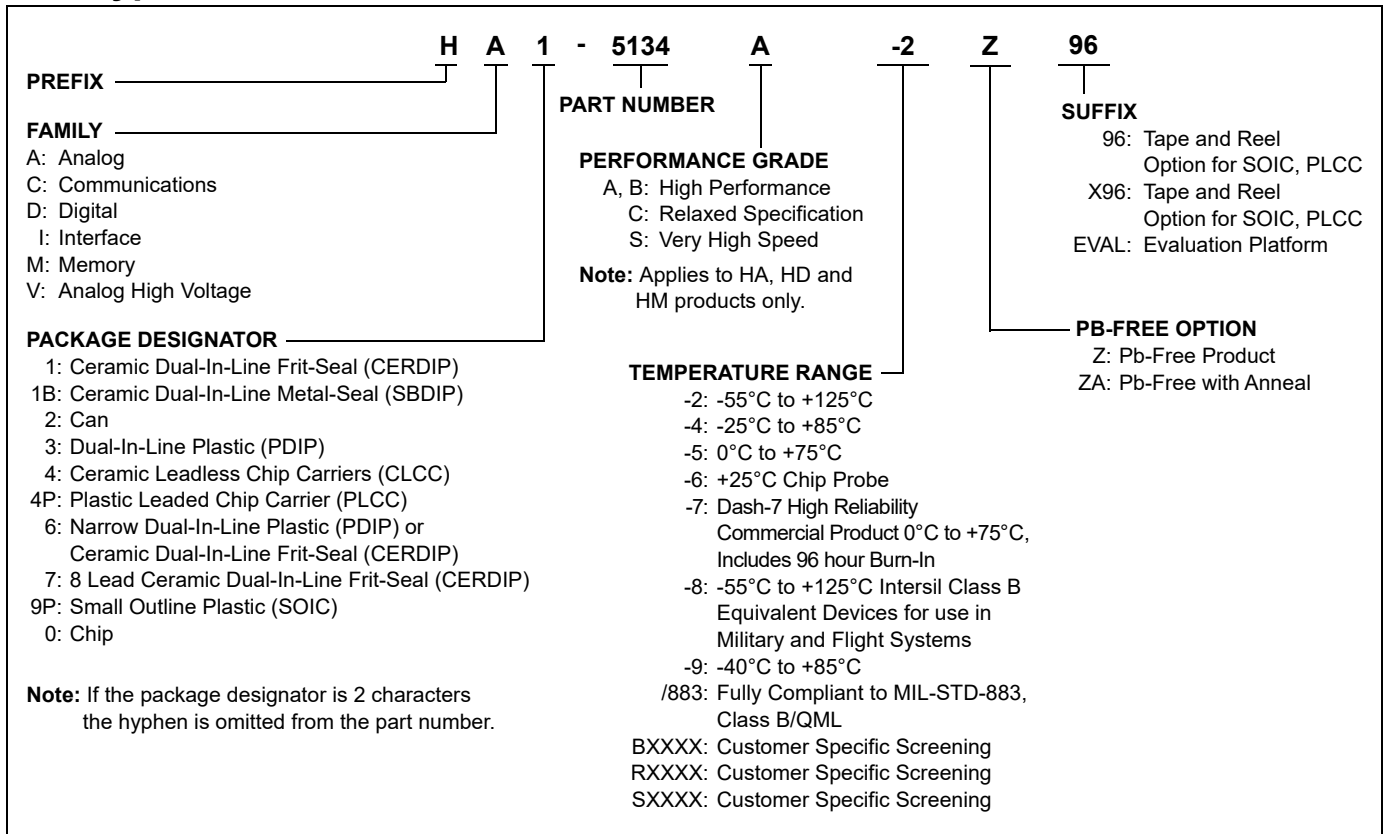 H A 1 - 5134 A -2 Z 96
PREFIX
PART NUMBER
FAMILY
A: Analog
C: Communications
D: Digital
I: Interface
M: Memory
V: Analog High Voltage
PACKAGE DESIGNATOR
1: Ceramic Dual-In-Line Frit-Seal (CERDIP)
1B: Ceramic Dual-In-Line Metal-Seal (SBDIP)
2: Can
3: Dual-In-Line Plastic (PDIP)
4: Ceramic Leadless Chip Carriers (CLCC)
4P: Plastic Leaded Chip Carrier (PLCC)
6: Narrow Dual-In-Line Plastic (PDIP) or
Ceramic Dual-In-Line Frit-Seal (CERDIP)
7: 8 Lead Ceramic Dual-In-Line Frit-Seal (CERDIP)
9P: Small Outline Plastic (SOIC)
0: Chip
Note: If the package designator is 2 characters
the hyphen is omitted from the part number.
PERFORMANCE GRADE
A, B: High Performance
C: Relaxed Specification
S: Very High Speed
Note: Applies to HA, HD and
HM products only.
TEMPERATURE RANGE
-2: -55°C to +125°C
-4: -25°C to +85°C
-5: 0°C to +75°C
-6: +25°C Chip Probe
-7: Dash-7 High Reliability
Commercial Product 0°C to +75°C,
Includes 96 hour Burn-In
-8: -55°C to +125°C Intersil Class B
Equivalent Devices for use in
Military and Flight Systems
-9: -40°C to +85°C
/883: Fully Compliant to MIL-STD-883,
Class B/QML
BXXXX: Customer Specific Screening
RXXXX: Customer Specific Screening
SXXXX: Customer Specific Screening
SUFFIX
96: Tape and Reel
Option for SOIC, PLCC
X96: Tape and Reel
Option for SOIC, PLCC
EVAL: Evaluation Platform
PB-FREE OPTION
Z: Pb-Free Product
ZA: Pb-Free with Anneal